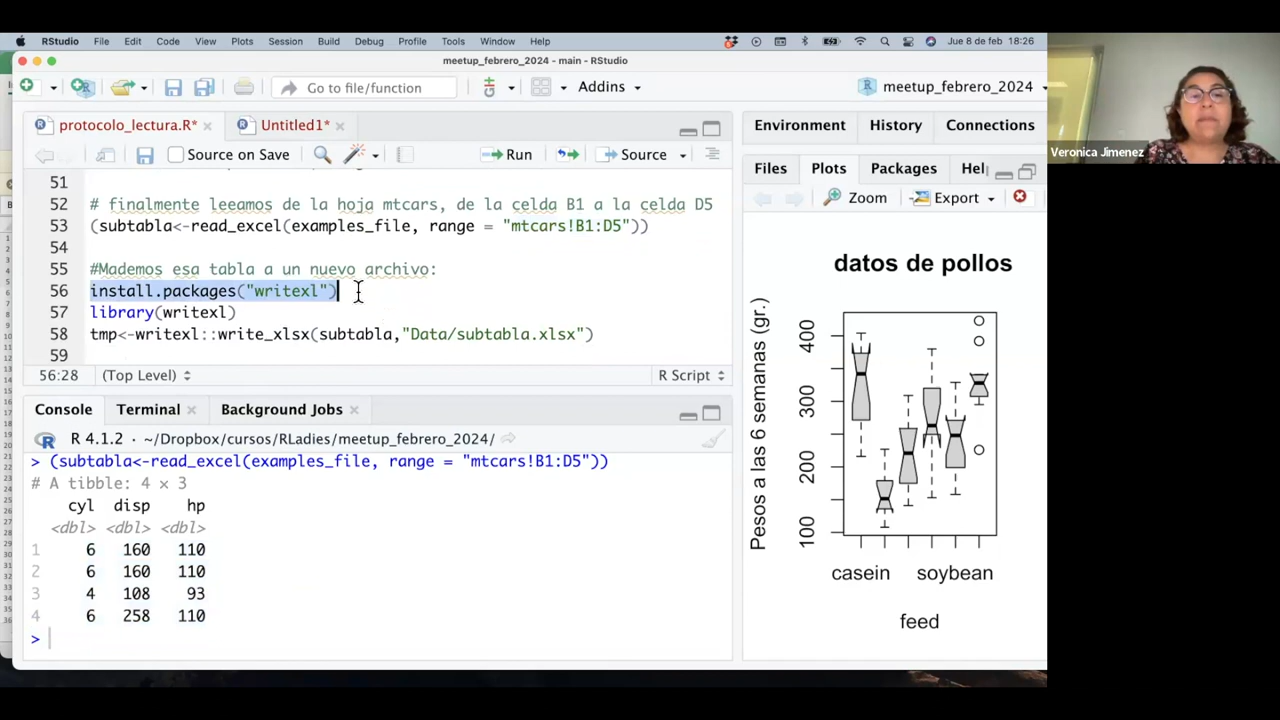 RStudio File Edit Code View Plots Session Build Debug Profile Tools Window Help Jue 8 de feb 18:26
meetup_febrero_2024 - main - RStudio
Go to file/function Addins meetup_febrero_2024
protocolo_lectura.R* Untitled1*
Source on Save Run Source
51
52 # finalmente leeamos de la hoja mtcars, de la celda B1 a la celda D5
53 (subtabla<-read_excel(examples_file, range = "mtcars!B1:D5"))
54
55 #Mademos esa tabla a un nuevo archivo:
56 install.packages("writexl")
57 library(writexl)
58 tmp<-writexl::write_xlsx(subtabla,"Data/subtabla.xlsx")
59
56:28 (Top Level) R Script
Console Terminal Background Jobs
R 4.1.2 · ~/Dropbox/cursos/RLadies/meetup_febrero_2024/
> (subtabla<-read_excel(examples_file, range = "mtcars!B1:D5"))
# A tibble: 4 × 3
cyl disp hp
<dbl> <dbl> <dbl>
1 6 160 110
2 6 160 110
3 4 108 93
4 6 258 110
>
Environment History Connections
Files Plots Packages Hel
Zoom Export
datos de pollos
Pesos a las 6 semanas (gr.)
400
300
200
100
casein soybean
feed
Veronica Jimenez